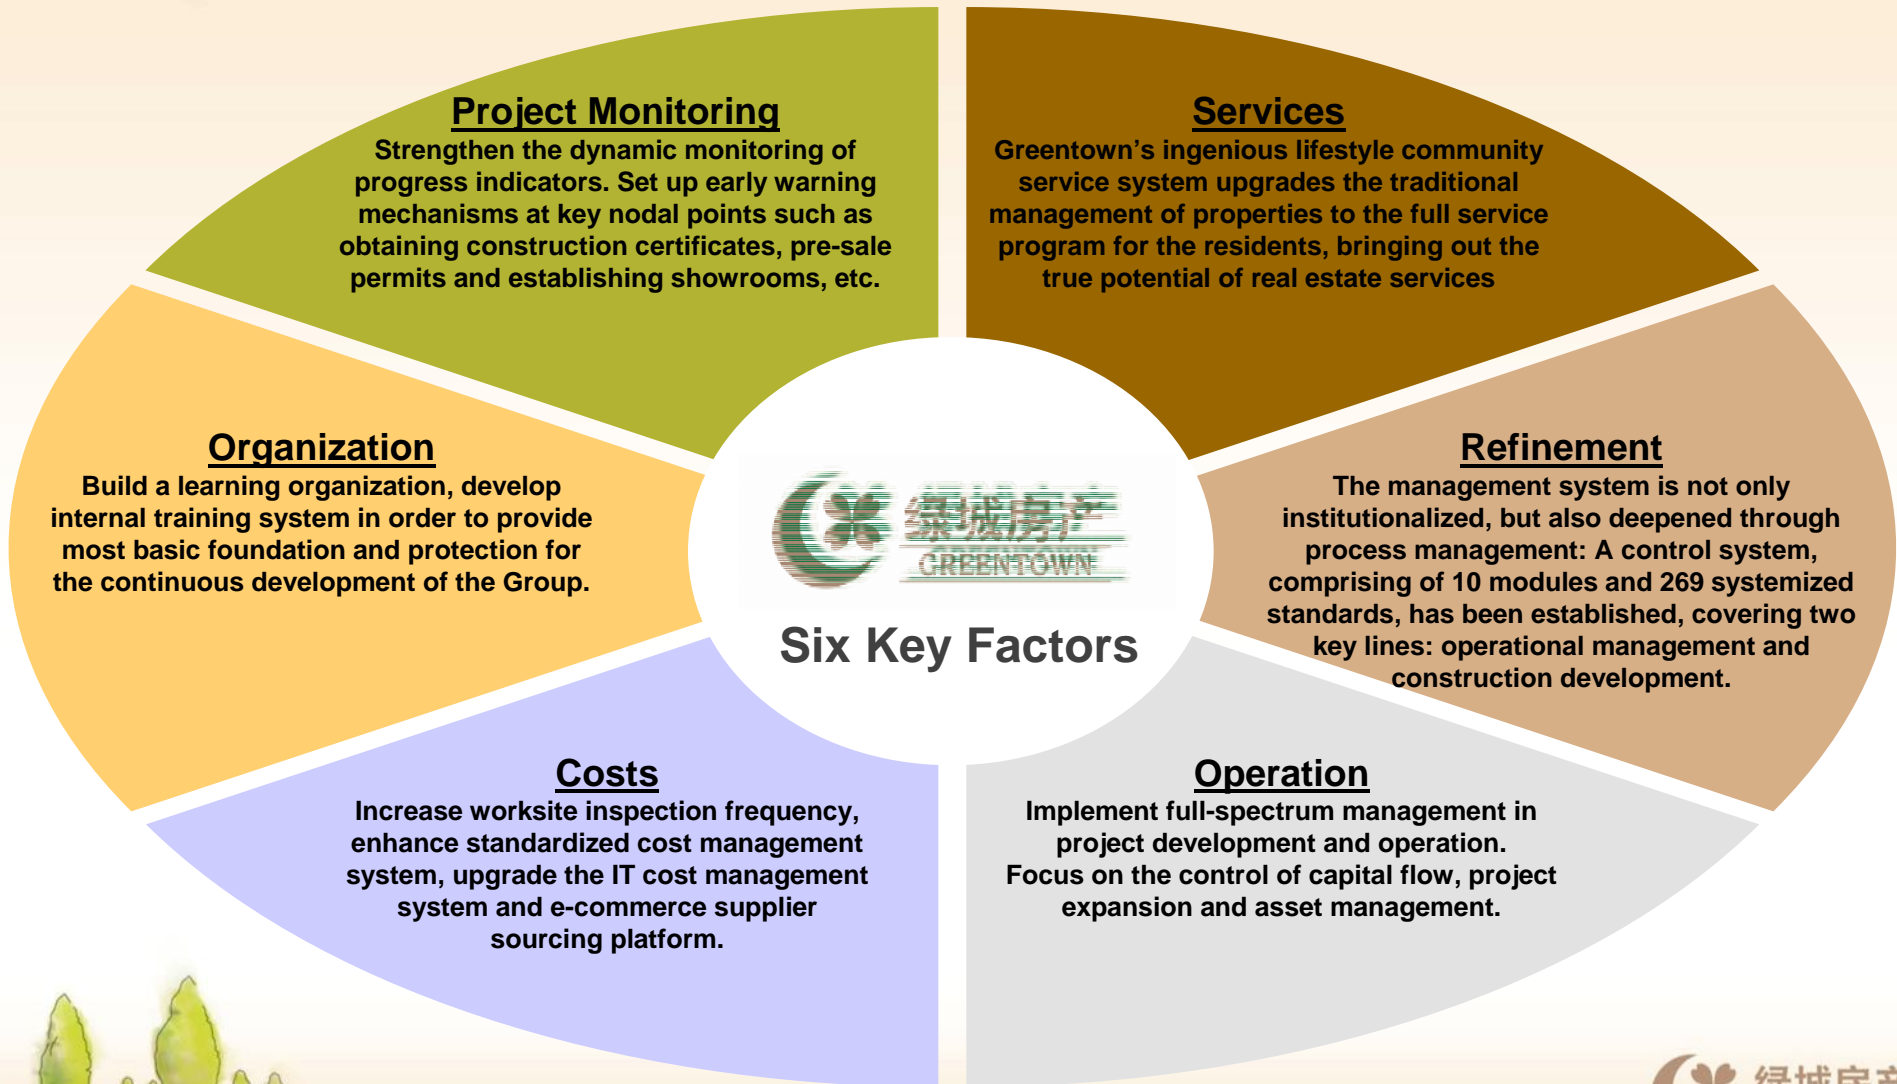 Project Monitoring
Strengthen the dynamic monitoring of
progress indicators. Set up early warning
mechanisms at key nodal points such as
obtaining construction certificates, pre-sale
permits and establishing showrooms, etc.
Services
Greentown’s ingenious lifestyle community
service system upgrades the traditional
management of properties to the full service
program for the residents, bringing out the
true potential of real estate services
Organization
Build a learning organization, develop
internal training system in order to provide
most basic foundation and protection for
the continuous development of the Group.
绿城房产
GREENTOWN
Six Key Factors
Refinement
The management system is not only
institutionalized, but also deepened through
process management: A control system,
comprising of 10 modules and 269 systemized
standards, has been established, covering two
key lines: operational management and
construction development.
Costs
Increase worksite inspection frequency,
enhance standardized cost management
system, upgrade the IT cost management
system and e-commerce supplier
sourcing platform.
Operation
Implement full-spectrum management in
project development and operation.
Focus on the control of capital flow, project
expansion and asset management.
绿城房产